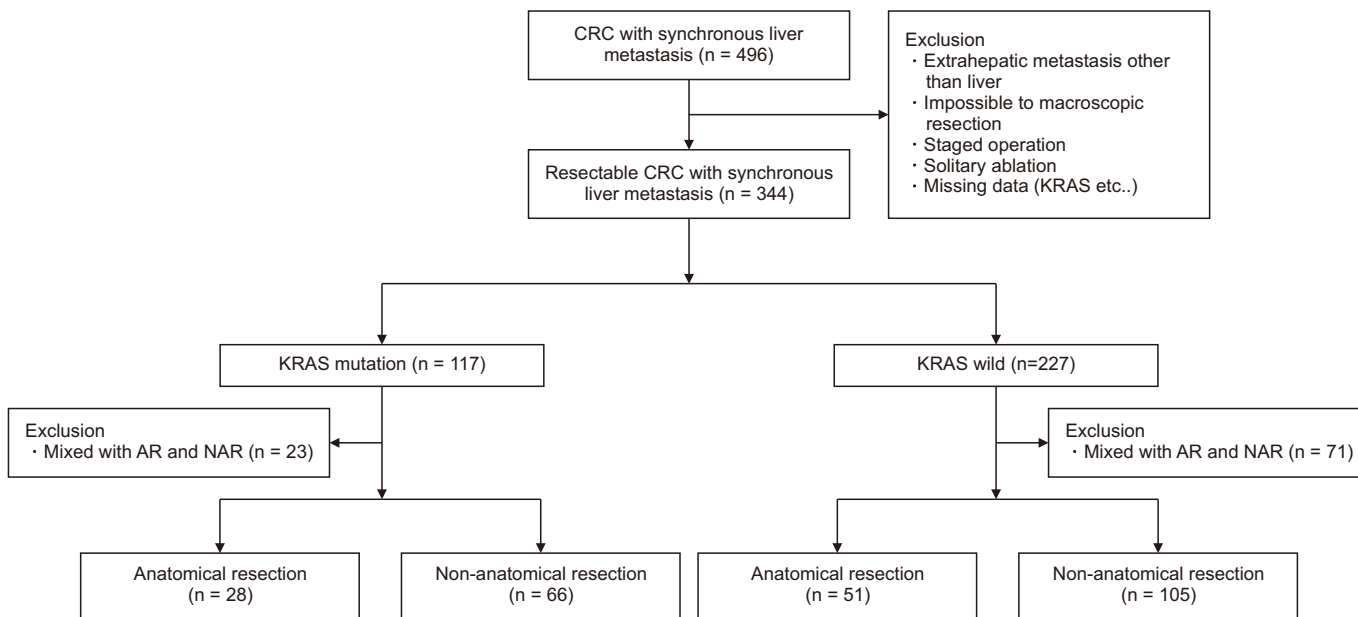 CRC with synchronous liver
metastasis (n = 496)
Exclusion
· Extrahepatic metastasis other
than liver
· Impossible to macroscopic
resection
· Staged operation
· Solitary ablation
· Missing data (KRAS etc..)
Resectable CRC with synchronous
liver metastasis (n = 344)
KRAS mutation (n = 117)
KRAS wild (n=227)
Exclusion
· Mixed with AR and NAR (n = 23)
Exclusion
· Mixed with AR and NAR (n = 71)
Anatomical resection
(n = 28)
Non-anatomical resection
(n = 66)
Anatomical resection
(n = 51)
Non-anatomical resection
(n = 105)